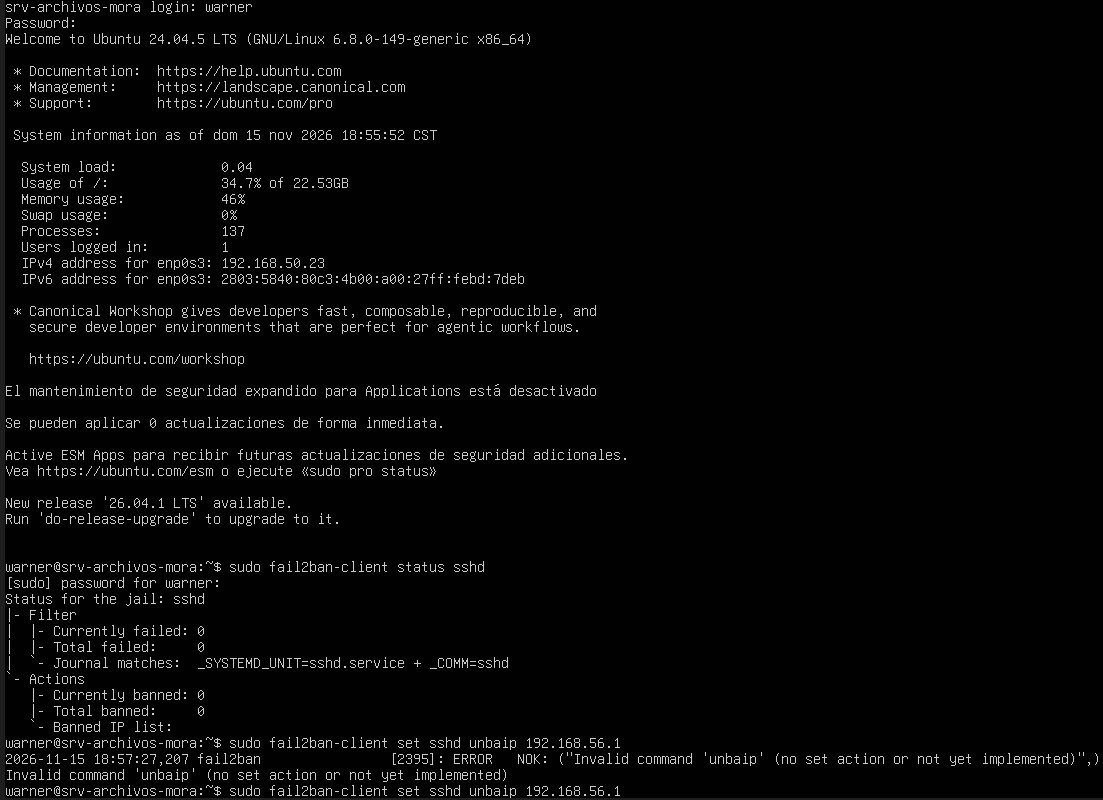 srv-archivos-mora login: warner
Password:
Welcome to Ubuntu 24.04.5 LTS (GNU/Linux 6.8.0-149-generic x86_64)
* Documentation:  https://help.ubuntu.com
* Management:     https://landscape.canonical.com
* Support:        https://ubuntu.com/pro
System information as of dom 15 nov 2026 18:55:52 CST
System load:             0.04
Usage of /:              34.7% of 22.53GB
Memory usage:            46%
Swap usage:              0%
Processes:               137
Users logged in:         1
IPv4 address for enp0s3: 192.168.50.23
IPv6 address for enp0s3: 2803:5840:80c3:4b00:a00:27ff:febd:7deb
* Canonical Workshop gives developers fast, composable, reproducible, and
secure developer environments that are perfect for agentic workflows.
https://ubuntu.com/workshop
El mantenimiento de seguridad expandido para Applications está desactivado
Se pueden aplicar 0 actualizaciones de forma inmediata.
Active ESM Apps para recibir futuras actualizaciones de seguridad adicionales.
Vea https://ubuntu.com/esm o ejecute «sudo pro status»
New release '26.04.1 LTS' available.
Run 'do-release-upgrade' to upgrade to it.
warner@srv-archivos-mora:~$ sudo fail2ban-client status sshd
[sudo] password for warner:
Status for the jail: sshd
|- Filter
|  |- Currently failed: 0
|  |- Total failed:     0
|  `- Journal matches:  _SYSTEMD_UNIT=sshd.service + _COMM=sshd
`- Actions
   |- Currently banned: 0
   |- Total banned:     0
   `- Banned IP list:
warner@srv-archivos-mora:~$ sudo fail2ban-client set sshd unbaip 192.168.56.1
2026-11-15 18:57:27,207 fail2ban                [2395]: ERROR   NOK: ("Invalid command 'unbaip' (no set action or not yet implemented)",)
Invalid command 'unbaip' (no set action or not yet implemented)
warner@srv-archivos-mora:~$ sudo fail2ban-client set sshd unbaip 192.168.56.1